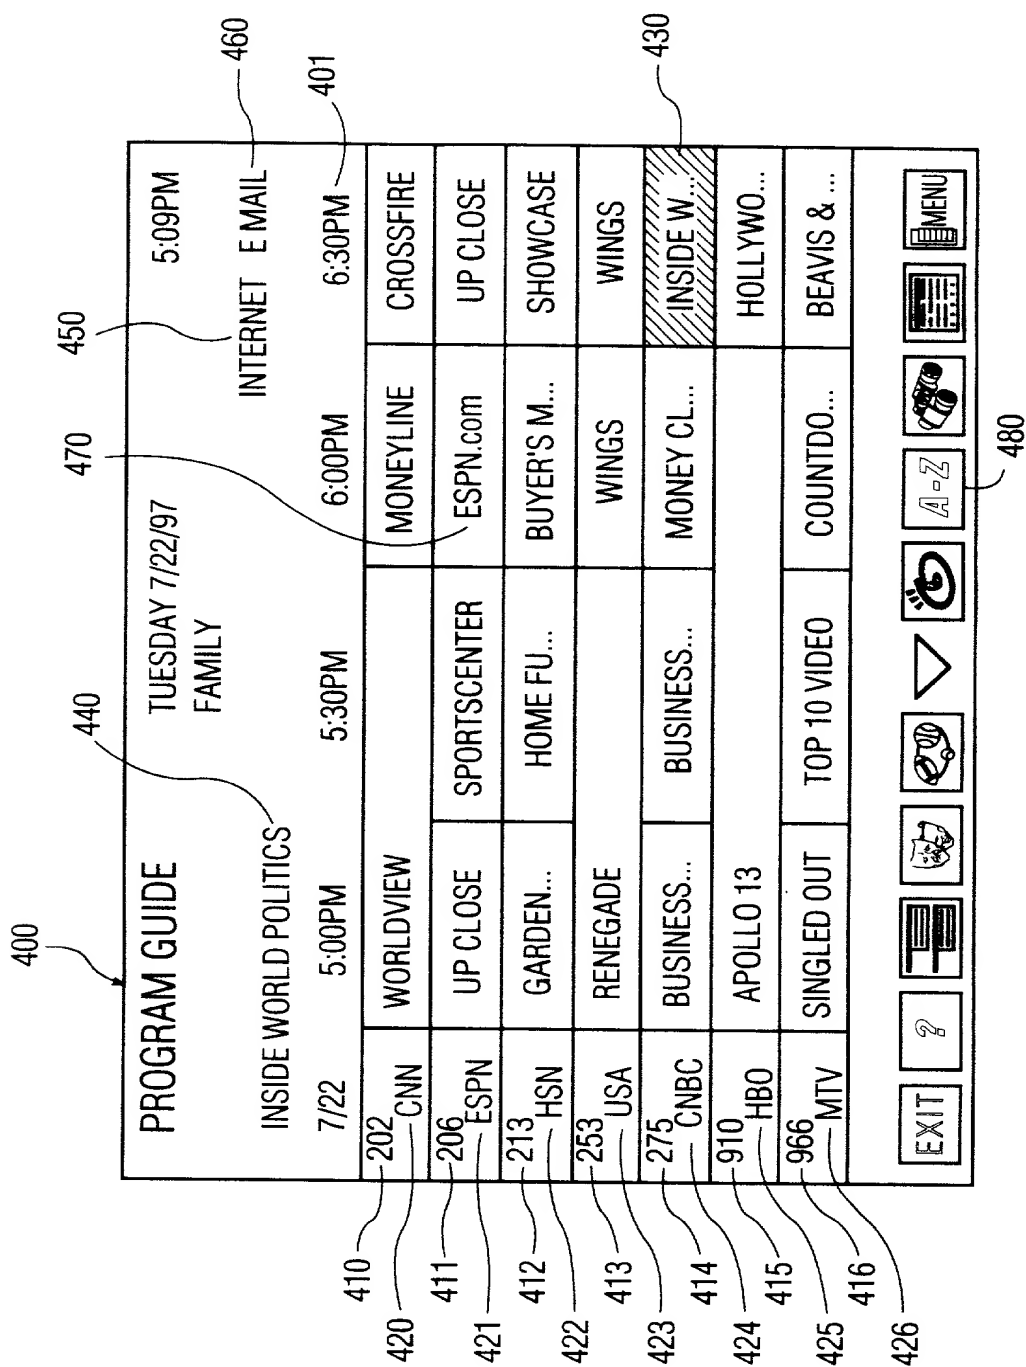 400
440
470
450
460
PROGRAM GUIDE
TUESDAY 7/22/97
5:09PM
FAMILY
INSIDE WORLD POLITICS
INTERNET E MAIL
401
7/22 5:00PM 5:30PM 6:00PM 6:30PM
410 202 CNN WORLDVIEW MONEYLINE CROSSFIRE
420
411 206 ESPN UP CLOSE SPORTSCENTER ESPN.com UP CLOSE
421
412 213 HSN GARDEN... HOME FU... BUYER'S M... SHOWCASE
422
413 253 USA RENEGADE WINGS WINGS
423
414 275 CNBC BUSINESS... BUSINESS... MONEY CL... INSIDE W... 430
424
415 910 HBO APOLLO 13 HOLLYWO...
425
416 966 MTV SINGLED OUT TOP 10 VIDEO COUNTDO... BEAVIS & ...
426
EXIT ? A-Z MENU
480